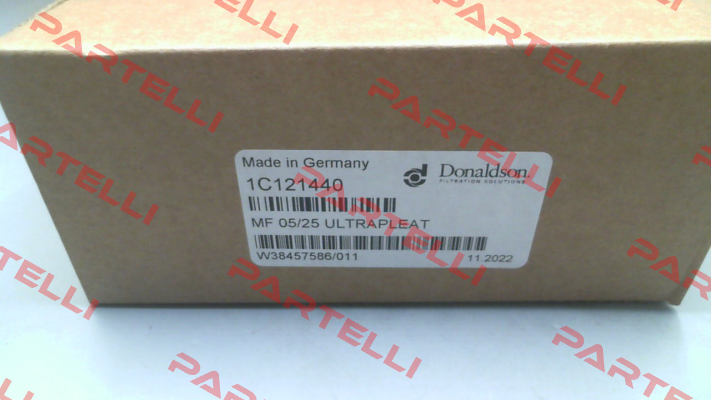 PARTELLI
PARTELLI
PARTELLI
PARTELLI
PARTELLI
Made in Germany
Donaldson.
FILTRATION SOLUTIONS
1C121440
MF 05/25 ULTRAPLEAT
W38457586/011
11.2022
PARTELLI
PARTELLI
PARTELLI
PARTELLI
PARTELLI